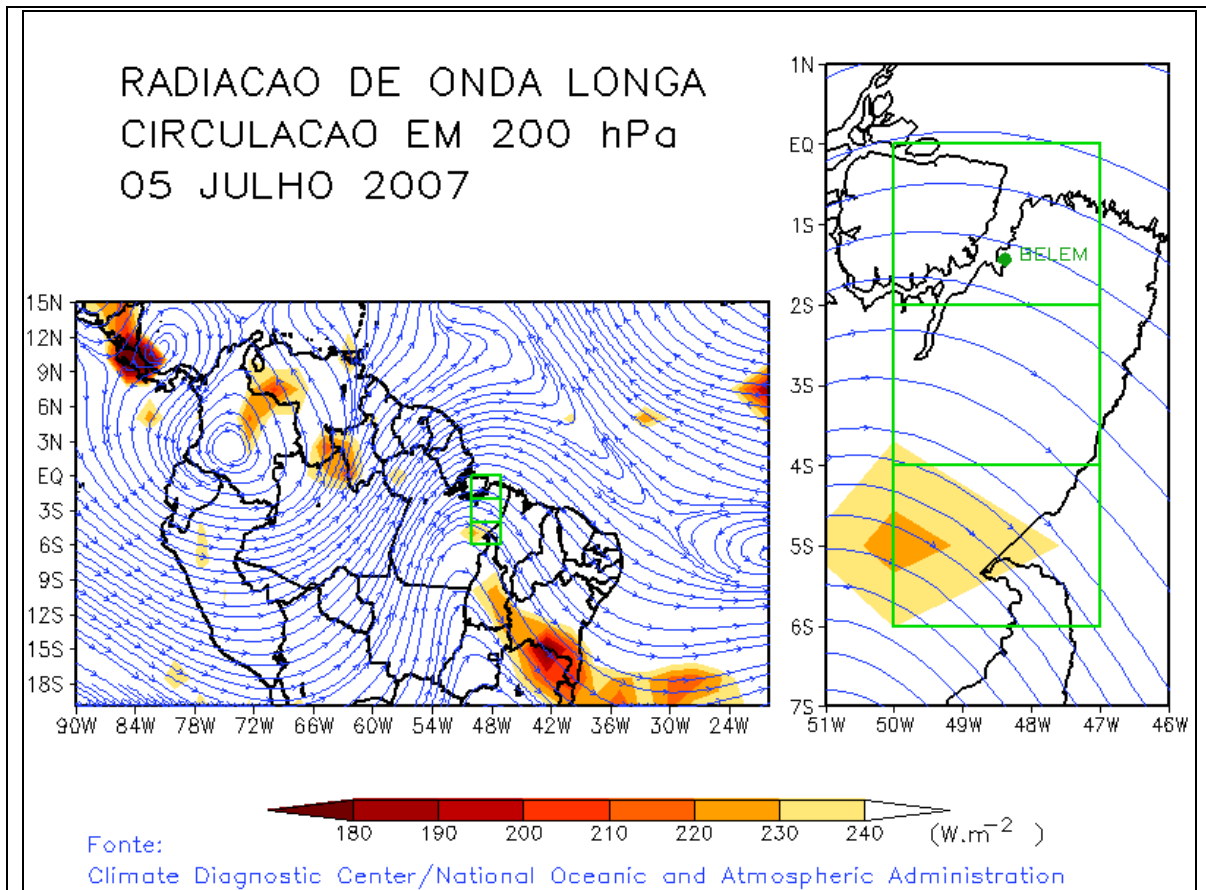 RADIACAO DE ONDA LONGA
CIRCULACAO EM 200 hPa
05 JULHO 2007
15N
12N
9N
6N
3N
EQ
3S
6S
9S
12S
15S
18S
90W 84W 78W 72W 66W 60W 54W 48W 42W 36W 30W 24W
1N
EQ
1S
BELEM
2S
3S
4S
5S
6S
7S
51W 50W 49W 48W 47W 46W
180 190 200 210 220 230 240 (W.m-2 )
Fonte:
Climate Diagnostic Center/National Oceanic and Atmospheric Administration